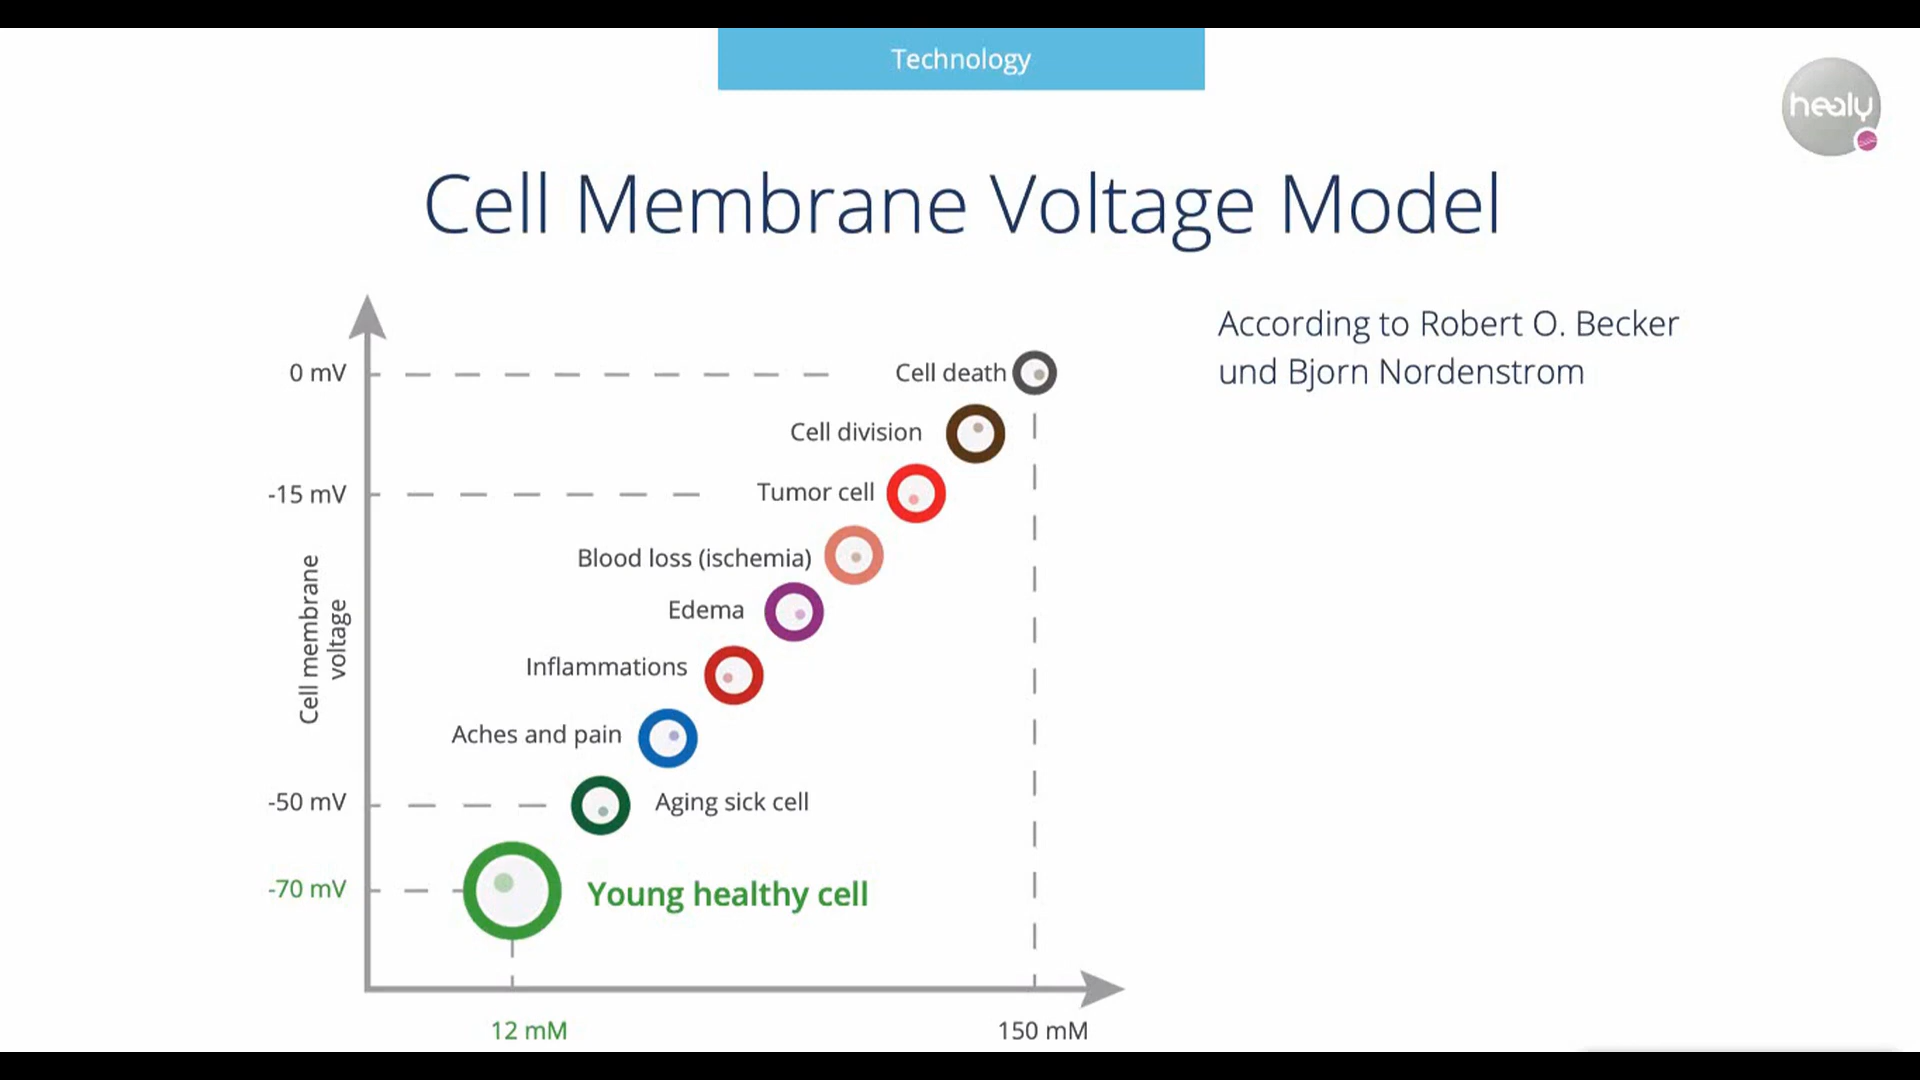 Technology
healy
Cell Membrane Voltage Model
According to Robert O. Becker
und Bjorn Nordenstrom
0 mV
Cell death
Cell division
-15 mV
Tumor cell
Blood loss (ischemia)
Edema
Cell membrane
voltage
Inflammations
Aches and pain
-50 mV
Aging sick cell
-70 mV
Young healthy cell
12 mM
150 mM